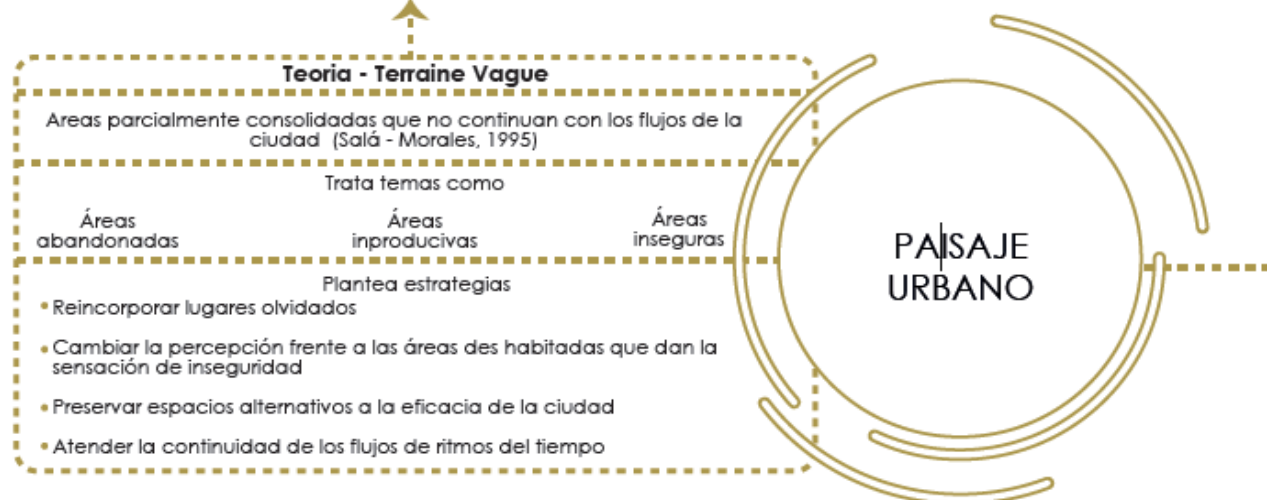 Teoria - Terraine Vague
Areas parcialmente consolidadas que no continuan con los flujos de la
ciudad (Salá - Morales, 1995)
Trata temas como
Áreas
abandonadas
Áreas
inproducivas
Áreas
inseguras
Plantea estrategias
• Reincorporar lugares olvidados
• Cambiar la percepción frente a las áreas des habitadas que dan la
sensación de inseguridad
• Preservar espacios alternativos a la eficacia de la ciudad
• Atender la continuidad de los flujos de ritmos del tiempo
PAISAJE
URBANO